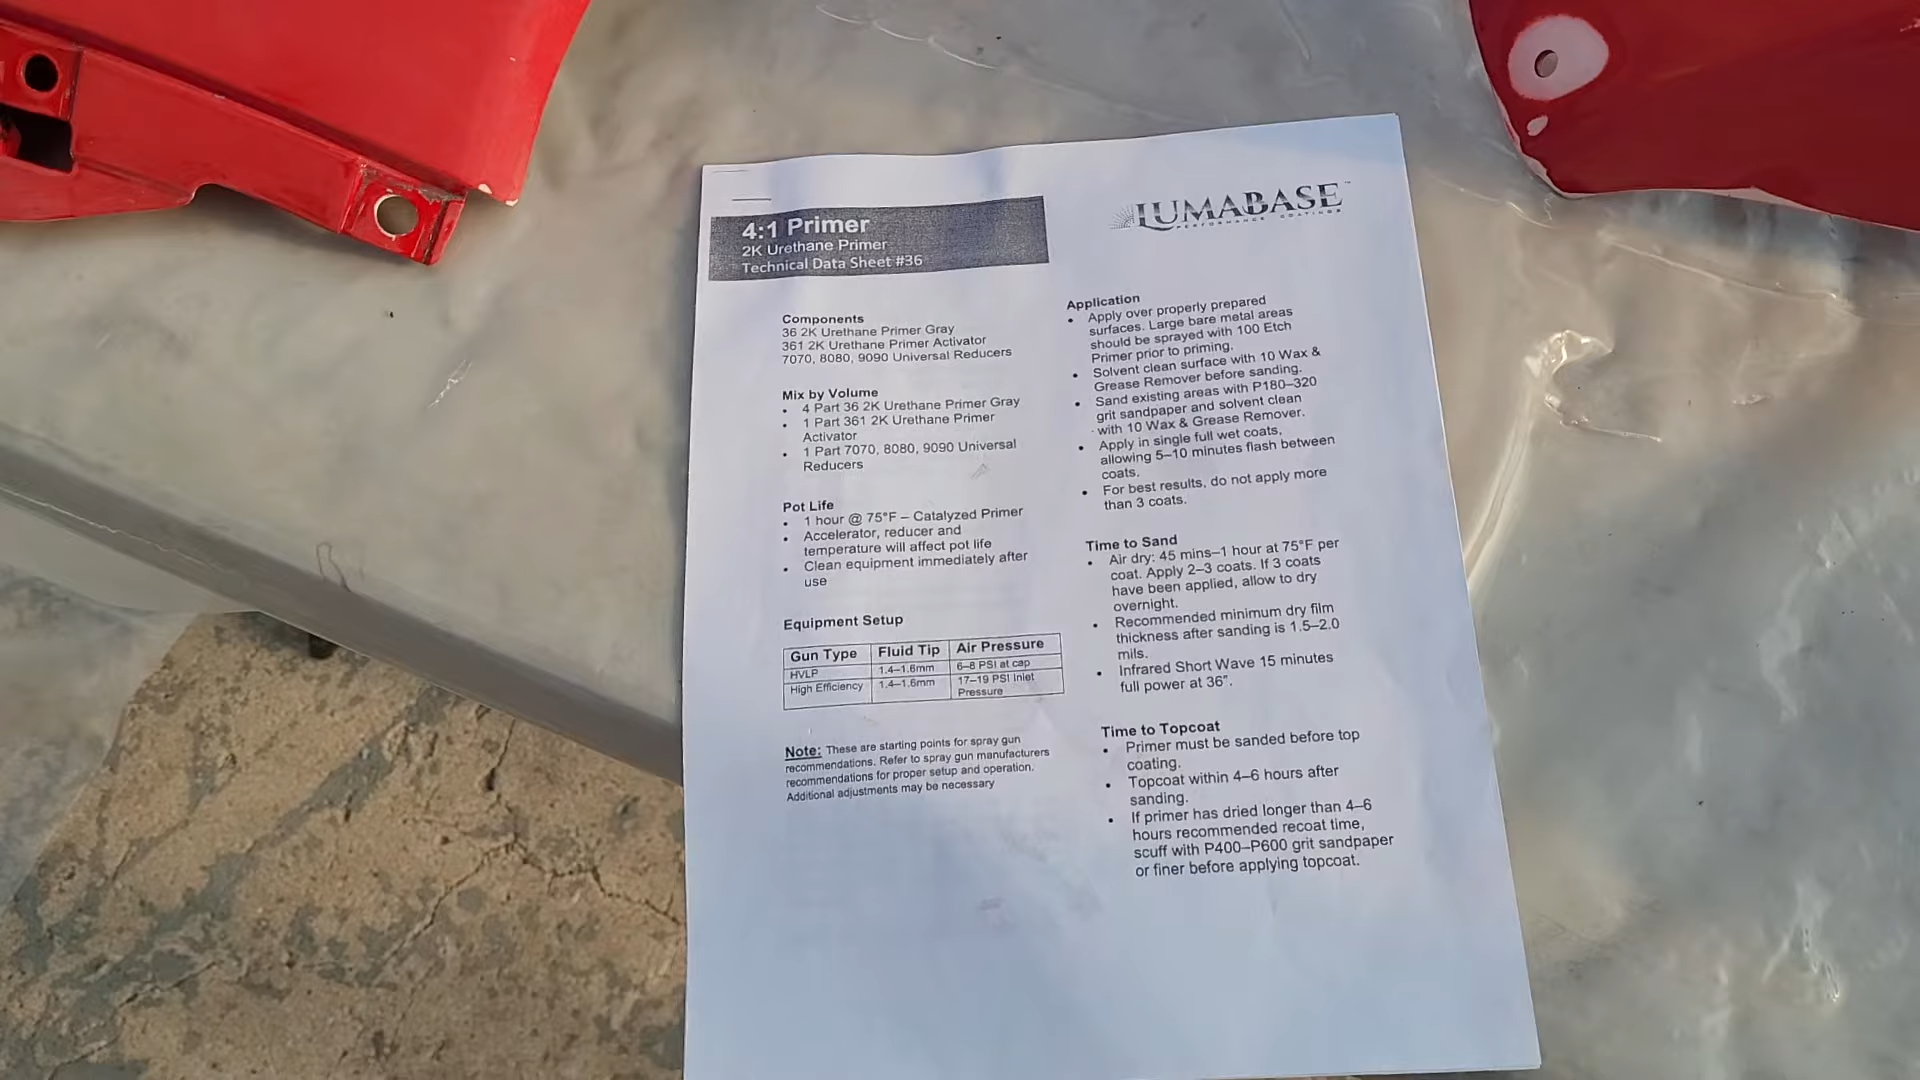 4:1 Primer
2K Urethane Primer
Technical Data Sheet #36
LUMABASE™
PERFORMANCE COATINGS
Components
36 2K Urethane Primer Gray
361 2K Urethane Primer Activator
7070, 8080, 9090 Universal Reducers
Mix by Volume
• 4 Part 36 2K Urethane Primer Gray
• 1 Part 361 2K Urethane Primer
Activator
• 1 Part 7070, 8080, 9090 Universal
Reducers
Pot Life
• 1 hour @ 75°F – Catalyzed Primer
• Accelerator, reducer and
temperature will affect pot life
• Clean equipment immediately after
use
Equipment Setup
Gun Type Fluid Tip Air Pressure
HVLP 1.4–1.6mm 6–8 PSI at cap
High Efficiency 1.4–1.6mm 17–19 PSI Inlet
Pressure
Note: These are starting points for spray gun
recommendations. Refer to spray gun manufacturers
recommendations for proper setup and operation.
Additional adjustments may be necessary
Application
• Apply over properly prepared
surfaces. Large bare metal areas
should be sprayed with 100 Etch
Primer prior to priming.
• Solvent clean surface with 10 Wax &
Grease Remover before sanding.
• Sand existing areas with P180–320
grit sandpaper and solvent clean
with 10 Wax & Grease Remover.
• Apply in single full wet coats,
allowing 5–10 minutes flash between
coats.
• For best results, do not apply more
than 3 coats.
Time to Sand
• Air dry: 45 mins–1 hour at 75°F per
coat. Apply 2–3 coats. If 3 coats
have been applied, allow to dry
overnight.
• Recommended minimum dry film
thickness after sanding is 1.5–2.0
mils.
• Infrared Short Wave 15 minutes
full power at 36".
Time to Topcoat
• Primer must be sanded before top
coating.
• Topcoat within 4–6 hours after
sanding.
• If primer has dried longer than 4–6
hours recommended recoat time,
scuff with P400–P600 grit sandpaper
or finer before applying topcoat.